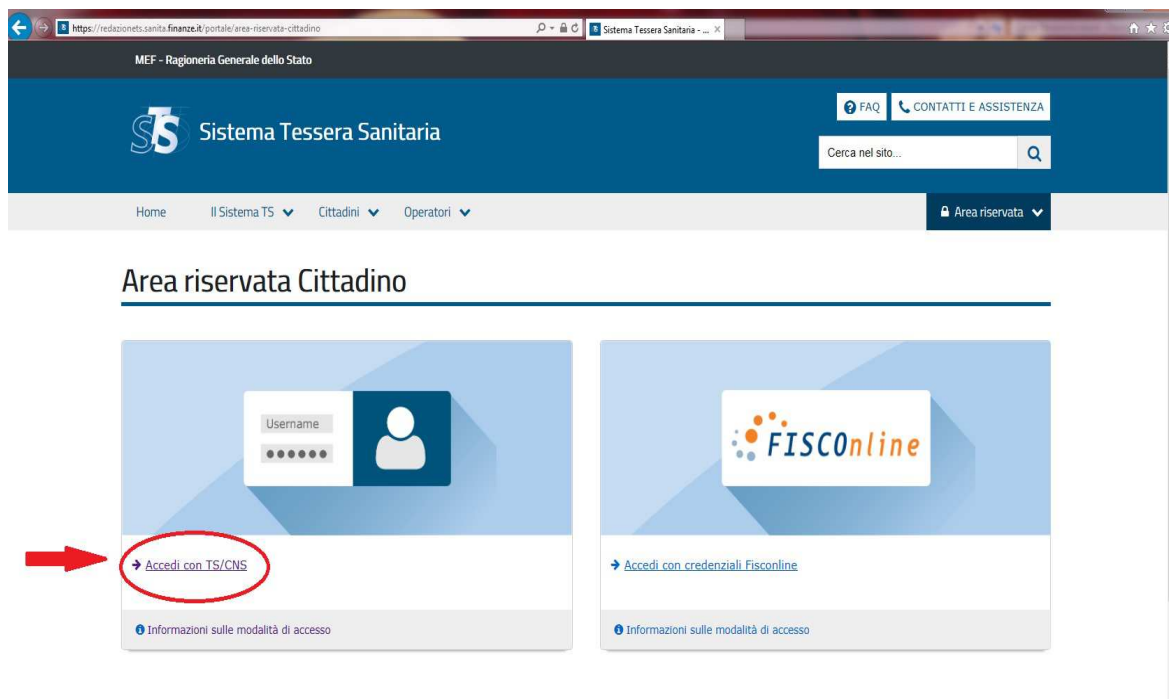 https://redazionets.sanita.finanze.it/portale/area-riservata-cittadino
Sistema Tessera Sanitaria - ...
MEF - Ragioneria Generale dello Stato
FAQ
CONTATTI E ASSISTENZA
STS
Sistema Tessera Sanitaria
Cerca nel sito...
Home
Il Sistema TS
Cittadini
Operatori
Area riservata
Area riservata Cittadino
Username
FISCOnline
Accedi con TS/CNS
Accedi con credenziali Fisconline
Informazioni sulle modalità di accesso
Informazioni sulle modalità di accesso